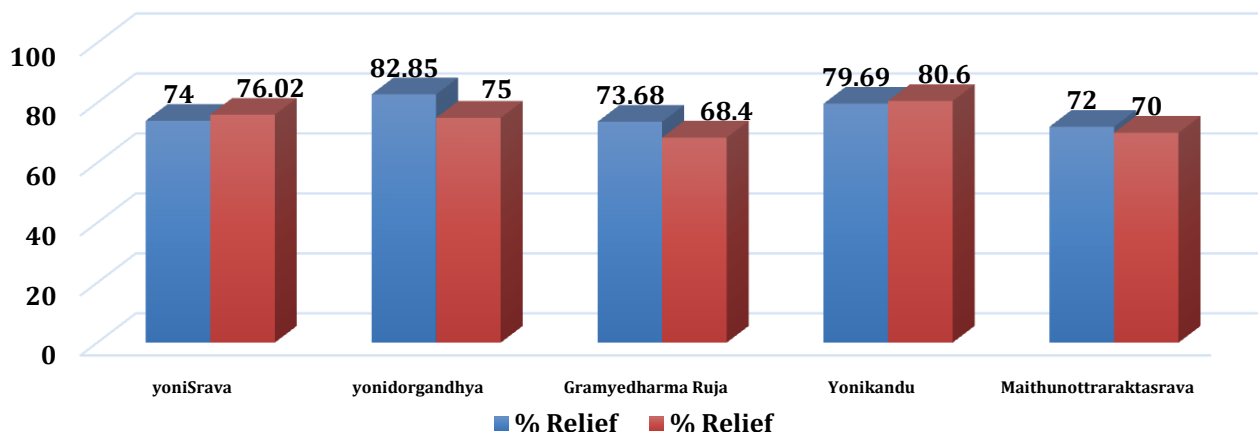 100
80
60
40
20
0
74
76.02
82.85
75
73.68
68.4
79.69
80.6
72
70
yoniSrava
yonidorgandhya
Gramyedharma Ruja
Yonikandu
Maithunottraraktasrava
% Relief
% Relief